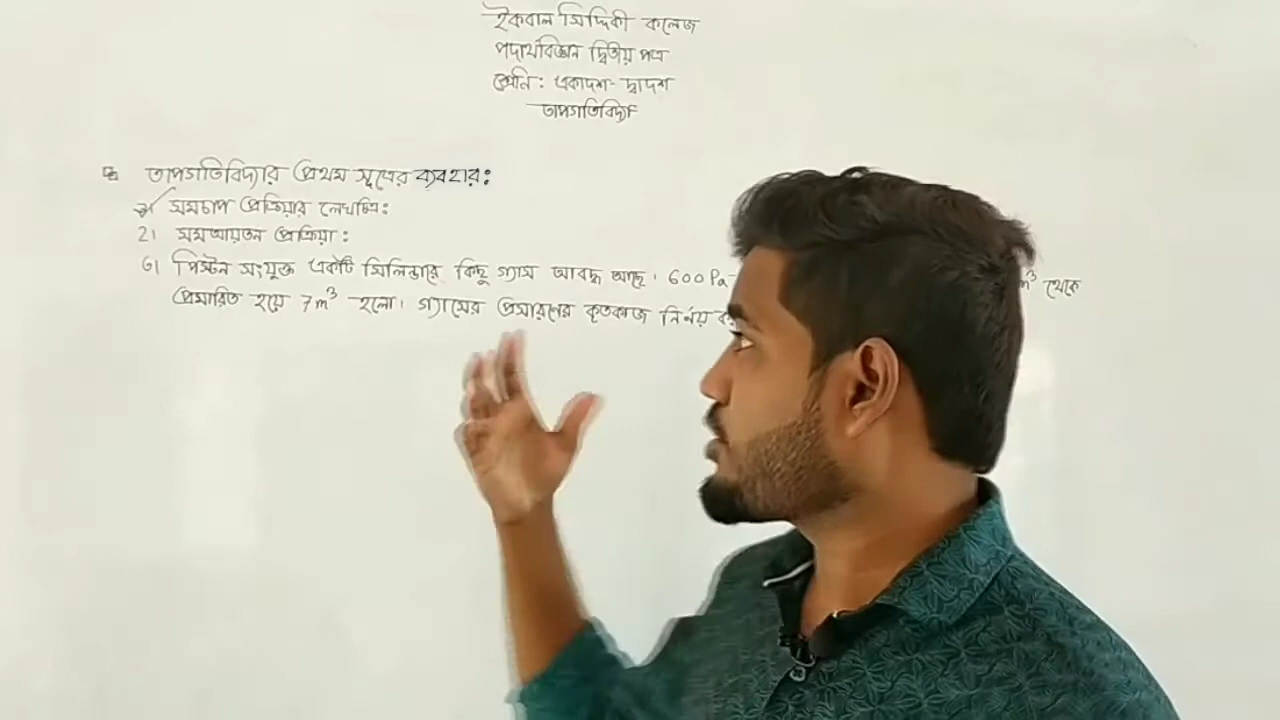 ইকবাল সিদ্দিকী কলেজ
পদার্থবিজ্ঞান দ্বিতীয় পত্র
শ্রেনি : একাদশ - দ্বাদশ
তাপগতিবিদ্যা
তাপগতিবিদ্যার প্রথম সূত্রের ব্যবহার :
১। সমচাপ প্রক্রিয়ার লেখচিত্র :
২। সমআয়তন প্রক্রিয়া :
৩। পিস্টন সংযুক্ত একটি সিলিন্ডারে কিছু গ্যাস আবদ্ধ আছে। 600 Pa m³ থেকে
প্রসারিত হয়ে 7m³ হলো। গ্যাসের প্রসারণের কৃতকাজ নির্ণয়